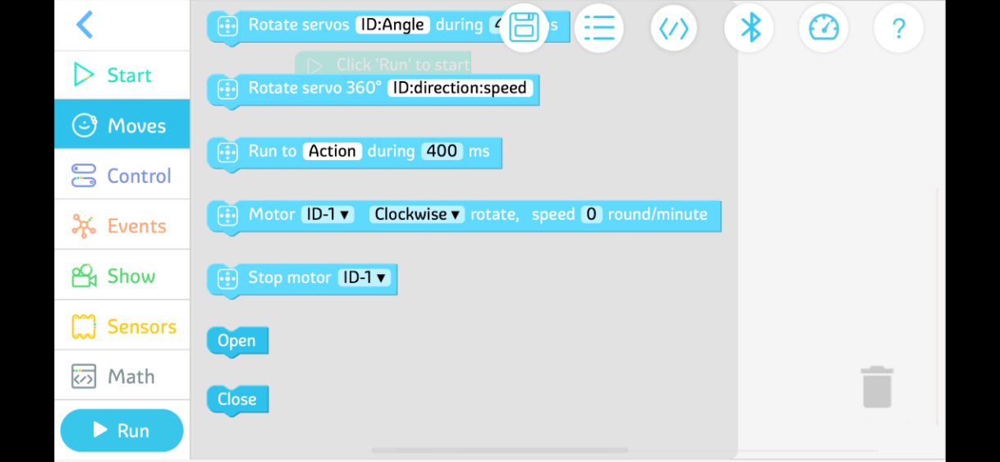 Rotate servos ID:Angle during 4 s
Click 'Run' to start
Start
Rotate servo 360° ID:direction:speed
Moves
Run to Action during 400 ms
Control
Motor ID-1 ▾ Clockwise ▾ rotate, speed 0 round/minute
Events
Stop motor ID-1 ▾
Show
Sensors
Open
Math
Close
Run
?